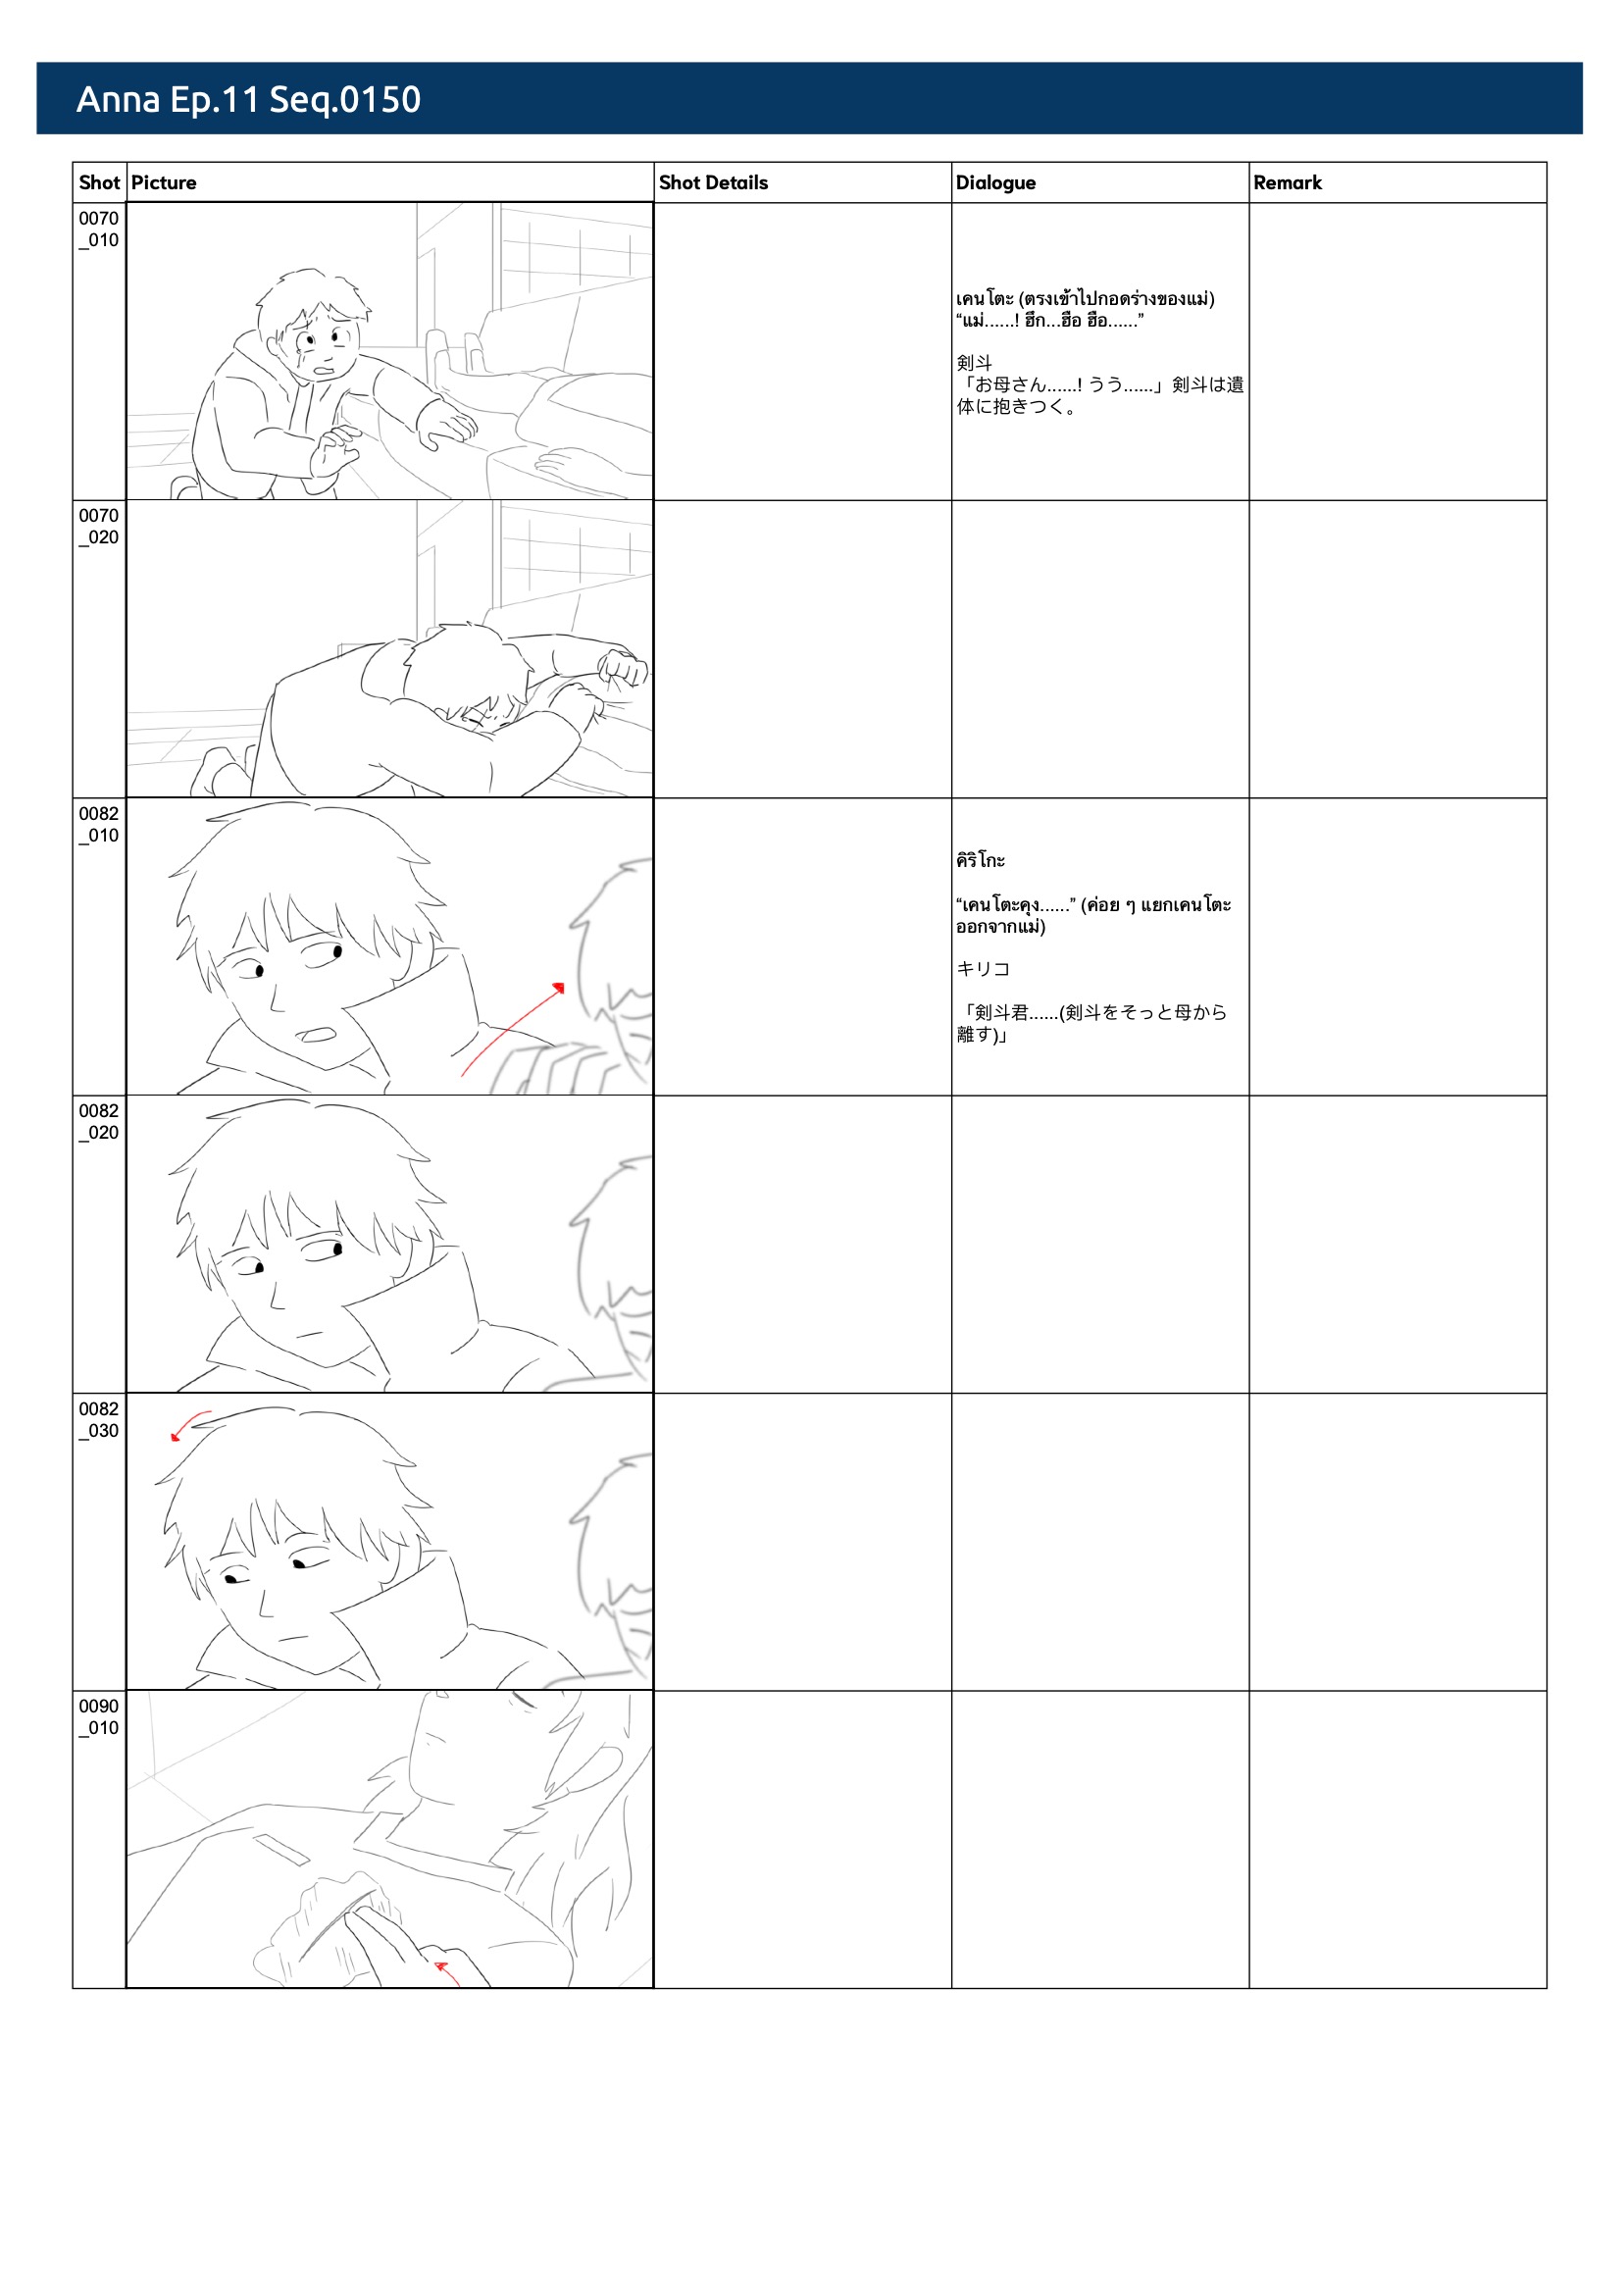 Anna Ep.11 Seq.0150
Shot Picture Shot Details Dialogue Remark
0070
_010
เคนโตะ (ตรงเข้าไปกอดร่างของแม่)
“แม่......! ฮึก...ฮือ ฮือ......”
剣斗
「お母さん......! うう......」剣斗は遺
体に抱きつく。
0070
_020
0082
_010
คิริโกะ
“เคนโตะคุง......” (ค่อย ๆ แยกเคนโตะ
ออกจากแม่)
キリコ
「剣斗君......(剣斗をそっと母から
離す)」
0082
_020
0082
_030
0090
_010